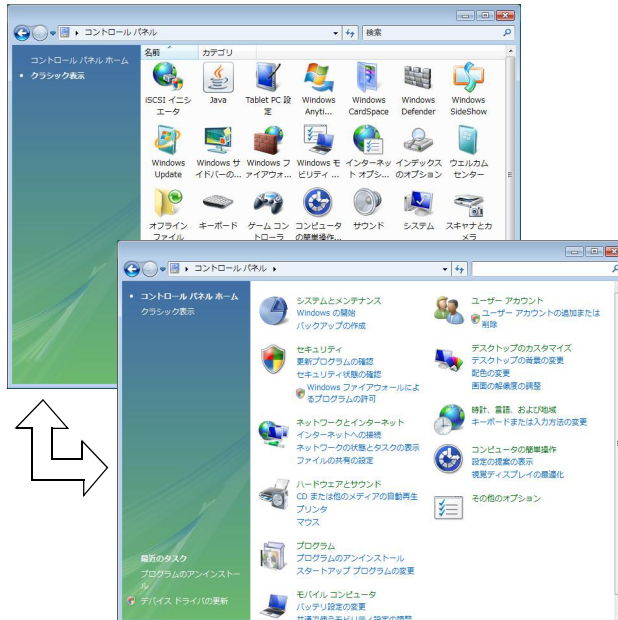 コントロール パネル
検索
コントロール パネル ホーム
クラシック表示
名前
カテゴリ
iSCSI イニシ
エータ
Java
Tablet PC 設
定
Windows
Anyti...
Windows
CardSpace
Windows
Defender
Windows
SideShow
Windows
Update
Windows サ
イドバーの...
Windows フ
ァイアウォ...
Windows モ
ビリティ ...
インターネッ
ト オプシ...
インデックス
のオプション
ウェルカム
センター
オフライン
ファイル
キーボード
ゲーム コン
トローラ
コンピュータ
の簡単操作...
サウンド
システム
スキャナとカ
メラ
コントロール パネル
コントロール パネル ホーム
クラシック表示
システムとメンテナンス
Windows の開始
バックアップの作成
セキュリティ
更新プログラムの確認
セキュリティ状態の確認
Windows ファイアウォールによ
るプログラムの許可
ネットワークとインターネット
インターネットへの接続
ネットワークの状態とタスクの表示
ファイルの共有の設定
ハードウェアとサウンド
CD または他のメディアの自動再生
プリンタ
マウス
プログラム
プログラムのアンインストール
スタートアップ プログラムの変更
モバイル コンピュータ
バッテリ設定の変更
共通で使うモビリティ設定の調整
ユーザー アカウント
ユーザー アカウントの追加または
削除
デスクトップのカスタマイズ
デスクトップの背景の変更
配色の変更
画面の解像度の調整
時計、言語、および地域
キーボードまたは入力方法の変更
コンピュータの簡単操作
設定の提案の表示
視覚ディスプレイの最適化
その他のオプション
最近のタスク
プログラムのアンインストー
ル
デバイス ドライバの更新